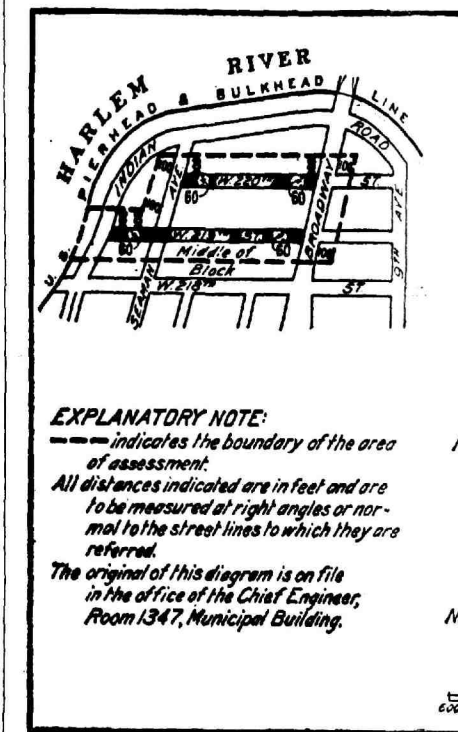 HARLEM RIVER
U. S. PIERHEAD & BULKHEAD LINE
INDIAN ROAD
AVE
100
W. 220TH ST.
60 60
100
BROADWAY
9TH AVE
100
60 60
Middle of
Block
100
SEAMAN
W. 218TH ST.
EXPLANATORY NOTE:
indicates the boundary of the area
of assessment.
All distances indicated are in feet and are
to be measured at right angles or nor-
mal to the street lines to which they are
referred.
The original of this diagram is on file
in the office of the Chief Engineer,
Room 1347, Municipal Building.